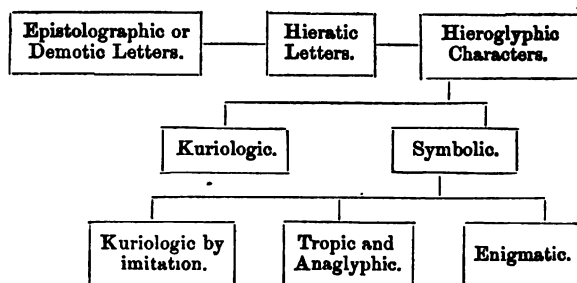 Epistolographic or
Demotic Letters.
Hieratic
Letters.
Hieroglyphic
Characters.
Kuriologic.
Symbolic.
Kuriologic by
imitation.
Tropic and
Anaglyphic.
Enigmatic.